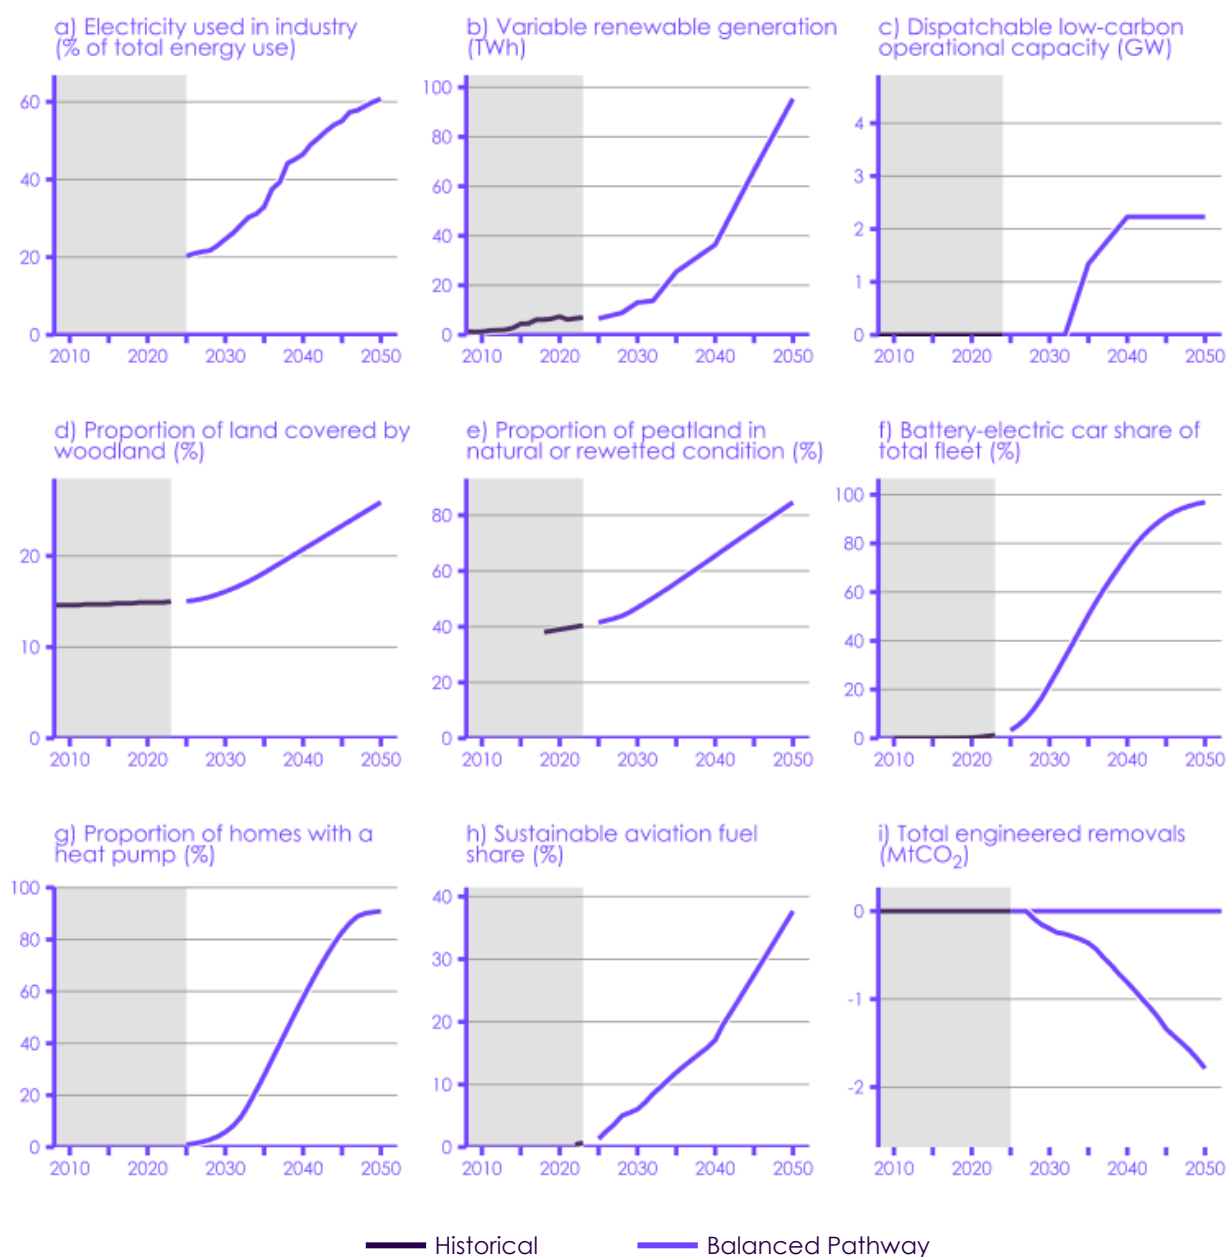 a) Electricity used in industry
(% of total energy use)
b) Variable renewable generation
(TWh)
c) Dispatchable low-carbon
operational capacity (GW)
60
40
20
0
2010 2020 2030 2040 2050
100
80
60
40
20
0
2010 2020 2030 2040 2050
4
3
2
1
0
2010 2020 2030 2040 2050
d) Proportion of land covered by
woodland (%)
e) Proportion of peatland in
natural or rewetted condition (%)
f) Battery-electric car share of
total fleet (%)
20
10
0
2010 2020 2030 2040 2050
80
60
40
20
0
2010 2020 2030 2040 2050
100
80
60
40
20
0
2010 2020 2030 2040 2050
g) Proportion of homes with a
heat pump (%)
h) Sustainable aviation fuel
share (%)
i) Total engineered removals
(MtCO₂)
100
80
60
40
20
0
2010 2020 2030 2040 2050
40
30
20
10
0
2010 2020 2030 2040 2050
0
-1
-2
2010 2020 2030 2040 2050
Historical
Balanced Pathway